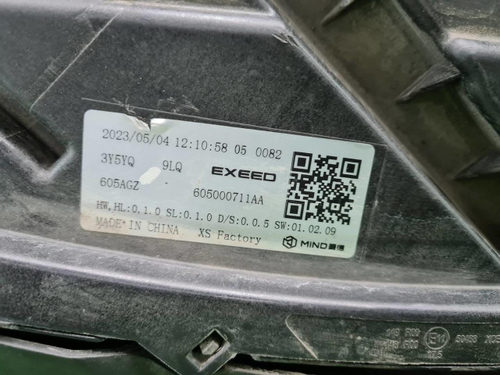 2023/05/04 12:10:58 05 0082
3Y5YQ 9LQ EXEED
605AGZ 605000711AA
HW,HL:0.1.0 SL:0.1.0 D/S:0.0.5 SW:01.02.09
MADE IN CHINA XS Factory MIND